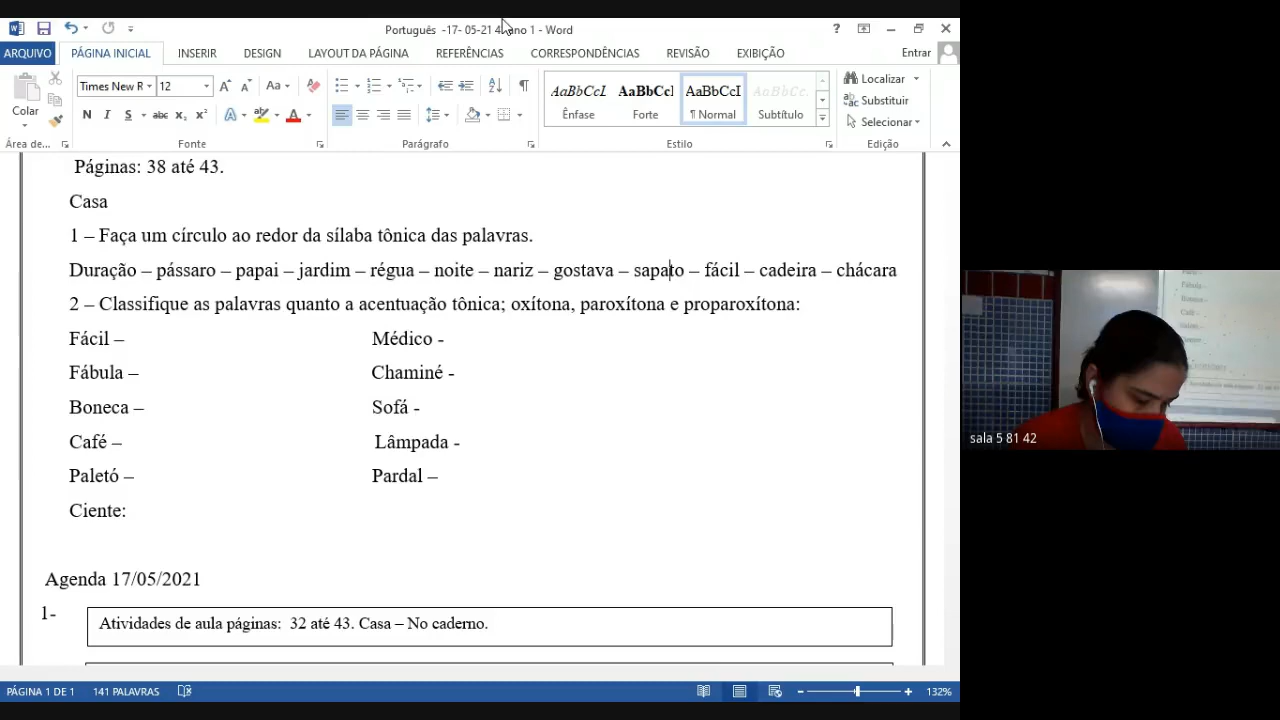 Português -17- 05-21 4 ano 1 - Word
ARQUIVO PÁGINA INICIAL INSERIR DESIGN LAYOUT DA PÁGINA REFERÊNCIAS CORRESPONDÊNCIAS REVISÃO EXIBIÇÃO Entrar
Colar
Times New R 12
Aa
N I S abc x₂ x² A A
AaBbCcL AaBbCcl AaBbCcI AaBbCc.
Ênfase Forte ¶ Normal Subtítulo
Localizar
Substituir
Selecionar
Área de... Fonte Parágrafo Estilo Edição
Páginas: 38 até 43.
Casa
1 – Faça um círculo ao redor da sílaba tônica das palavras.
Duração – pássaro – papai – jardim – régua – noite – nariz – gostava – sapato – fácil – cadeira – chácara
2 – Classifique as palavras quanto a acentuação tônica; oxítona, paroxítona e proparoxítona:
Fácil – Médico -
Fábula – Chaminé -
Boneca – Sofá -
Café – Lâmpada -
Paletó – Pardal –
Ciente:
Agenda 17/05/2021
1-
Atividades de aula páginas: 32 até 43. Casa – No caderno.
PÁGINA 1 DE 1 141 PALAVRAS 132%
sala 5 81 42